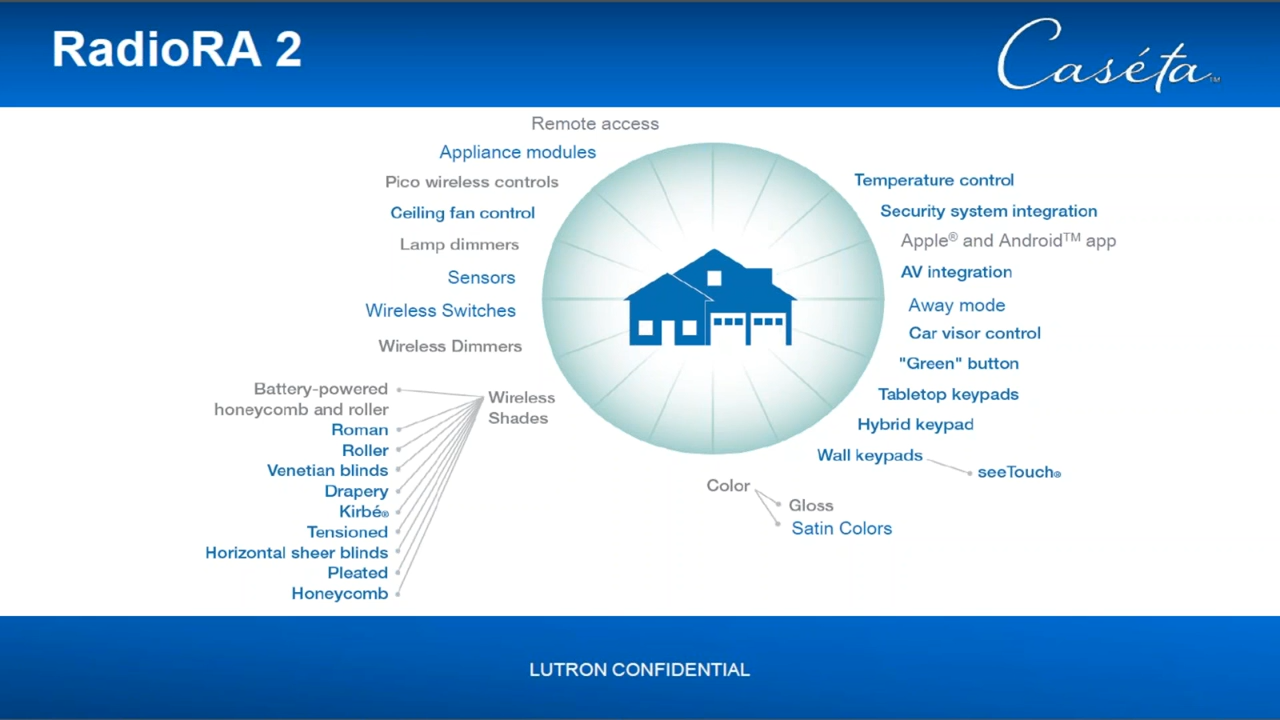 RadioRA 2
Caséta™
Remote access
Appliance modules
Pico wireless controls
Ceiling fan control
Lamp dimmers
Sensors
Wireless Switches
Wireless Dimmers
Wireless
Shades
Battery-powered
honeycomb and roller
Roman
Roller
Venetian blinds
Drapery
Kirbé®
Tensioned
Horizontal sheer blinds
Pleated
Honeycomb
Temperature control
Security system integration
Apple® and Android™ app
AV integration
Away mode
Car visor control
"Green" button
Tabletop keypads
Hybrid keypad
Wall keypads
seeTouch®
Color
Gloss
Satin Colors
LUTRON CONFIDENTIAL